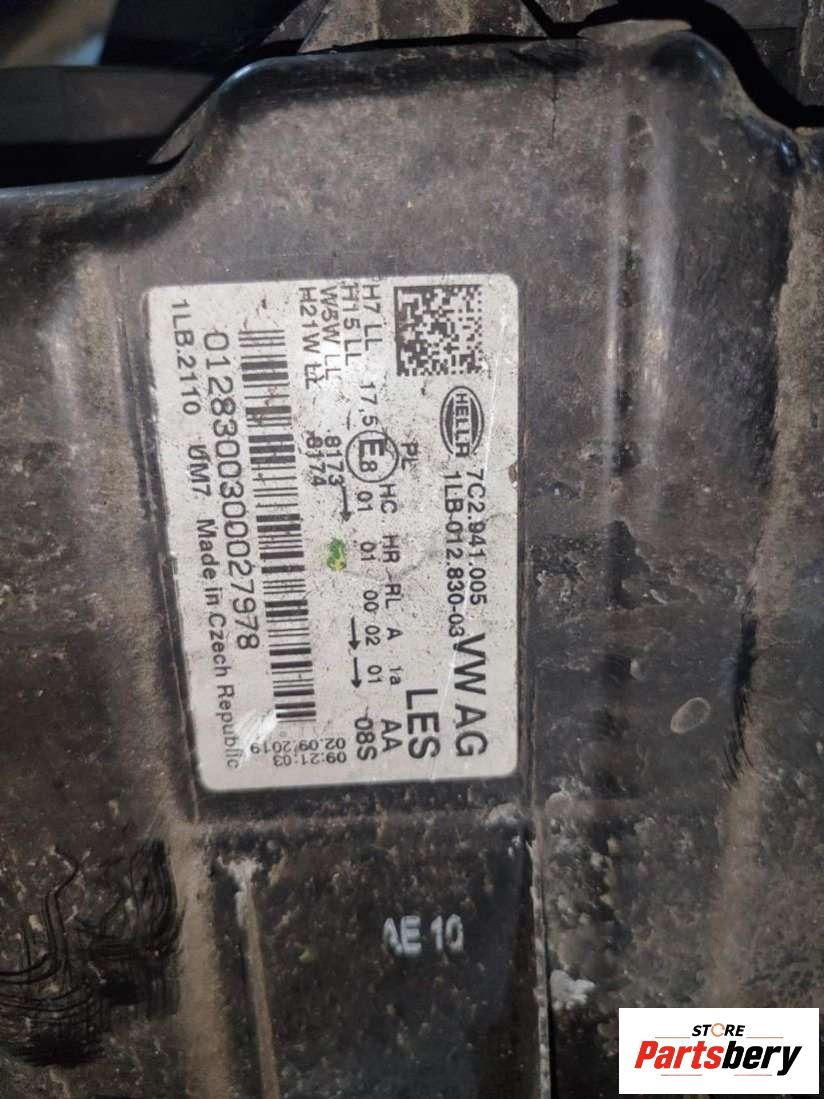 HELLA
7C2.941.005 VW AG
1LB-012.830-03 LES
PL HC HR RL A 1a AA
H7 LL 17,5 E8 01 01 00 02 01 08S
H15 LL
W5W LL 8173
H21W LL 8174
09:21:03
02.09.2019
0128300300027978
1LB.2110 UM7 Made in Czech Republic
AE 10
STORE
Partsbery